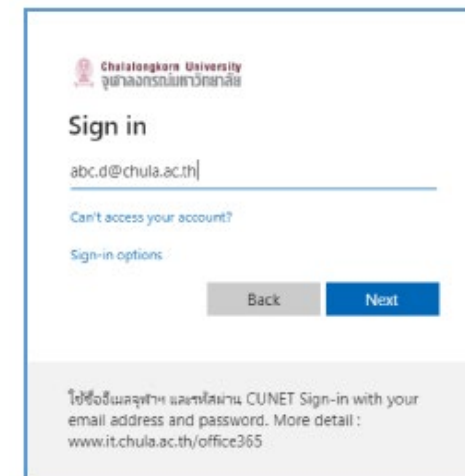 Chulalongkorn University
จุฬาลงกรณ์มหาวิทยาลัย
Sign in
abc.d@chula.ac.th
Can't access your account?
Sign-in options
Back
Next
ใช้ชื่ออีเมลจุฬาฯ และรหัสผ่าน CUNET Sign-in with your
email address and password. More detail :
www.it.chula.ac.th/office365